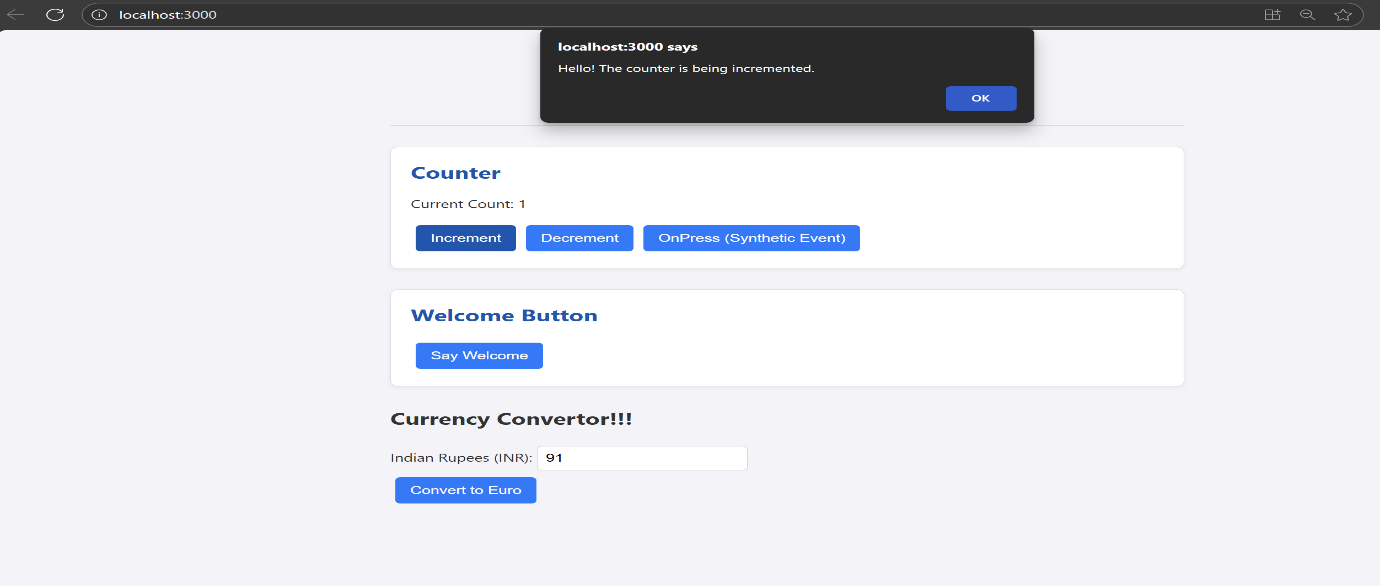 localhost:3000
localhost:3000 says
Hello! The counter is being incremented.
OK
Counter
Current Count: 1
Increment Decrement OnPress (Synthetic Event)
Welcome Button
Say Welcome
Currency Convertor!!!
Indian Rupees (INR): 91
Convert to Euro